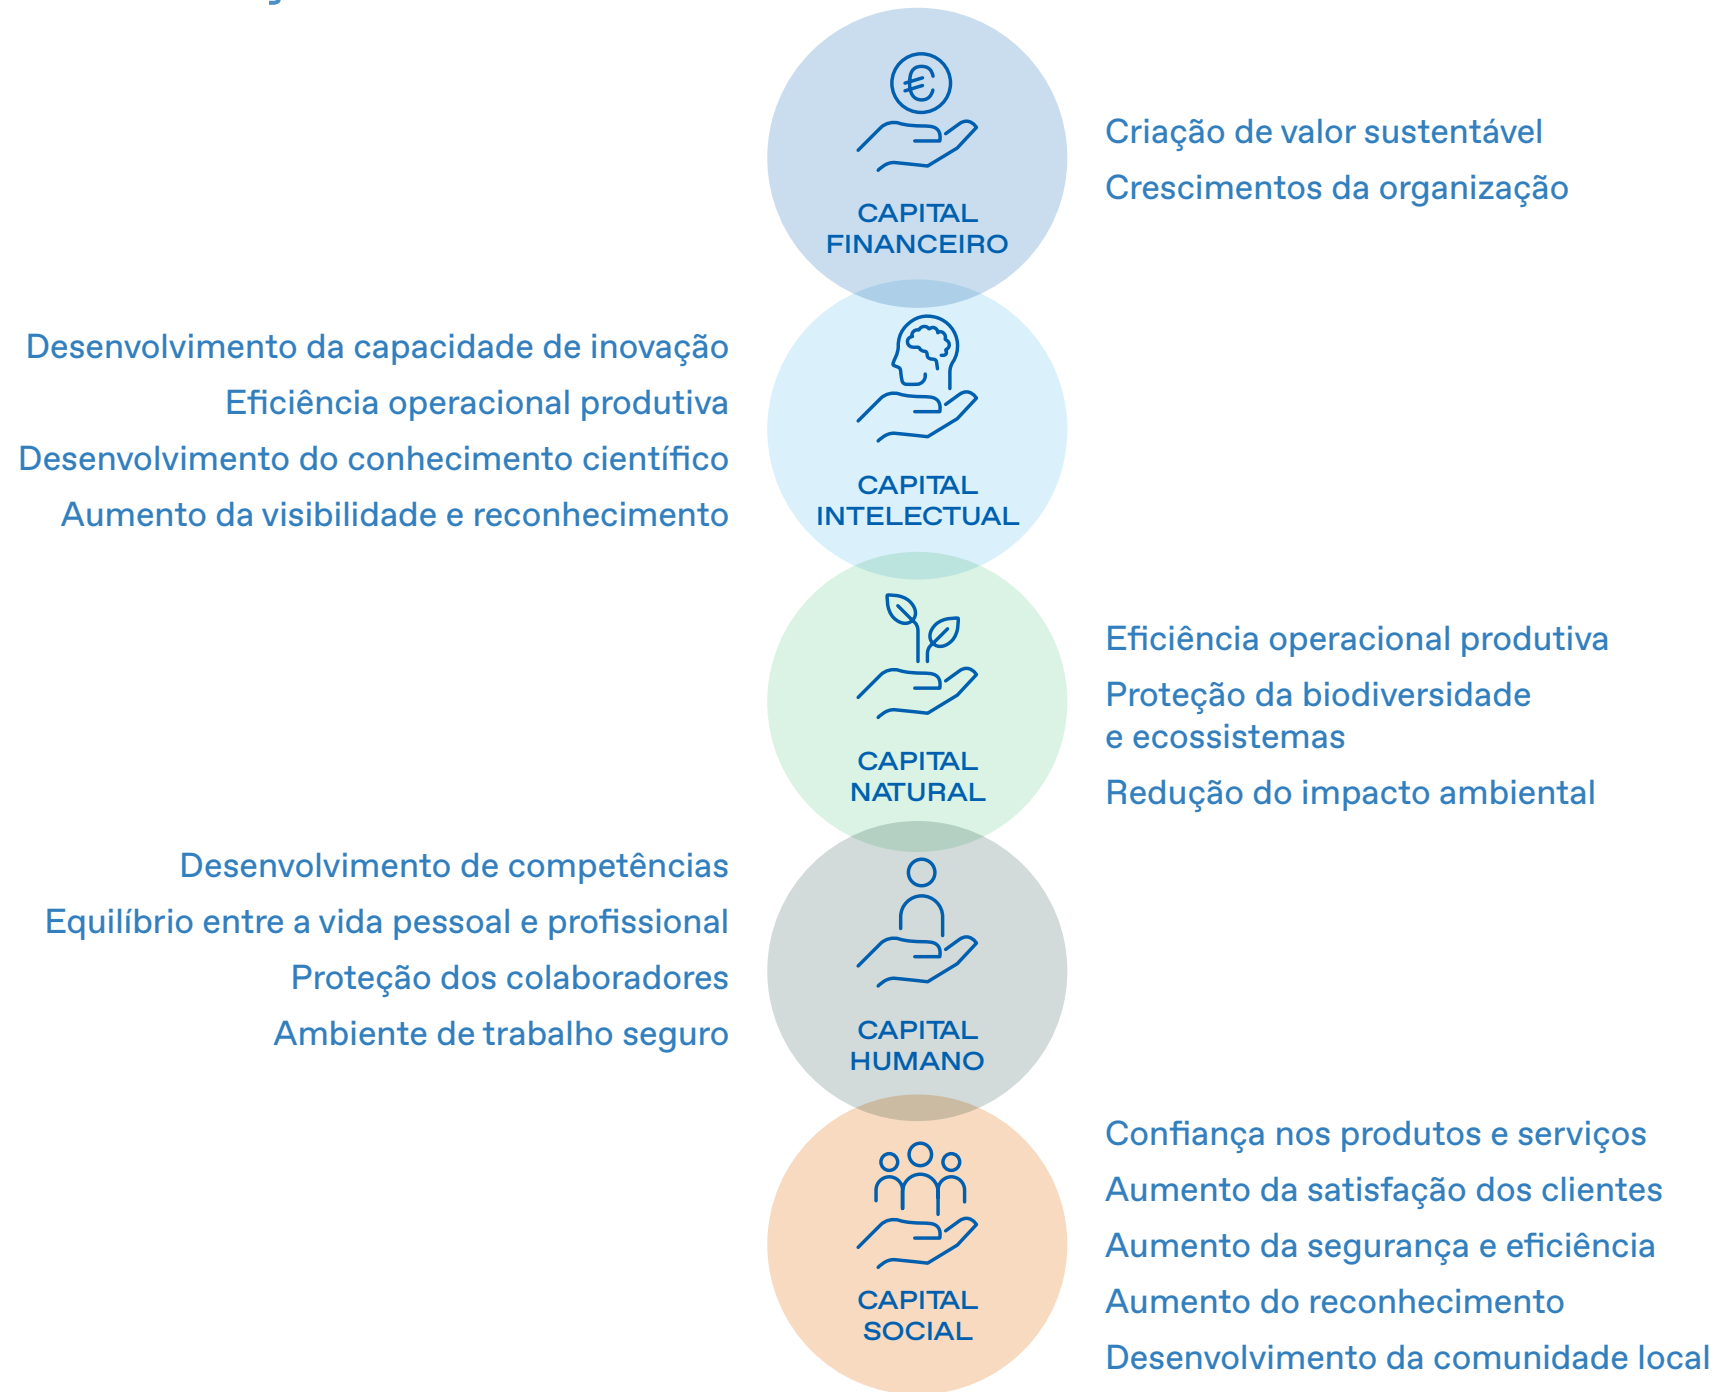 CAPITAL
FINANCEIRO
Criação de valor sustentável
Crescimentos da organização
Desenvolvimento da capacidade de inovação
Eficiência operacional produtiva
Desenvolvimento do conhecimento científico
Aumento da visibilidade e reconhecimento
CAPITAL
INTELECTUAL
CAPITAL
NATURAL
Eficiência operacional produtiva
Proteção da biodiversidade
e ecossistemas
Redução do impacto ambiental
Desenvolvimento de competências
Equilíbrio entre a vida pessoal e profissional
Proteção dos colaboradores
Ambiente de trabalho seguro
CAPITAL
HUMANO
CAPITAL
SOCIAL
Confiança nos produtos e serviços
Aumento da satisfação dos clientes
Aumento da segurança e eficiência
Aumento do reconhecimento
Desenvolvimento da comunidade local